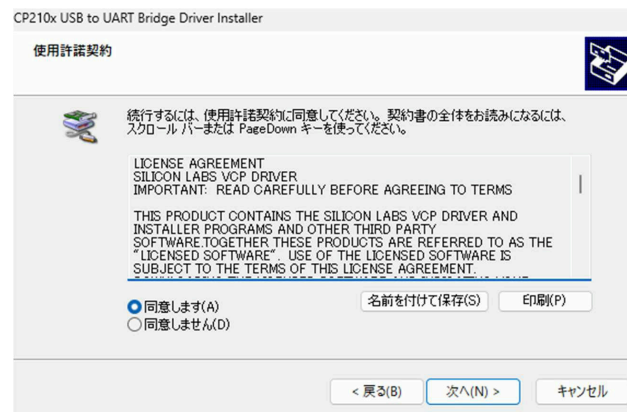 CP210x USB to UART Bridge Driver Installer
使用許諾契約
続行するには、使用許諾契約に同意してください。契約書の全体をお読みになるには、
スクロール バーまたは PageDown キーを使ってください。
LICENSE AGREEMENT
SILICON LABS VCP DRIVER
IMPORTANT: READ CAREFULLY BEFORE AGREEING TO TERMS
THIS PRODUCT CONTAINS THE SILICON LABS VCP DRIVER AND
INSTALLER PROGRAMS AND OTHER THIRD PARTY
SOFTWARE.TOGETHER THESE PRODUCTS ARE REFERRED TO AS THE
"LICENSED SOFTWARE". USE OF THE LICENSED SOFTWARE IS
SUBJECT TO THE TERMS OF THIS LICENSE AGREEMENT.
同意します(A)
名前を付けて保存(S)
印刷(P)
同意しません(D)
< 戻る(B)
次へ(N) >
キャンセル